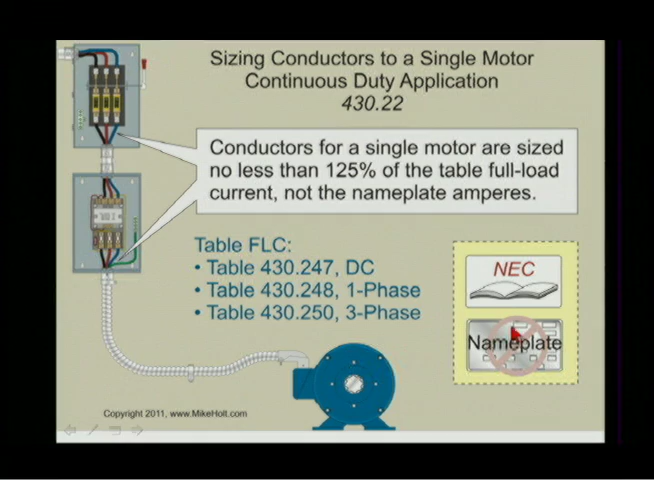 Sizing Conductors to a Single Motor
Continuous Duty Application
430.22
Conductors for a single motor are sized
no less than 125% of the table full-load
current, not the nameplate amperes.
Table FLC:
• Table 430.247, DC
• Table 430.248, 1-Phase
• Table 430.250, 3-Phase
NEC
Nameplate
Copyright 2011, www.MikeHolt.com